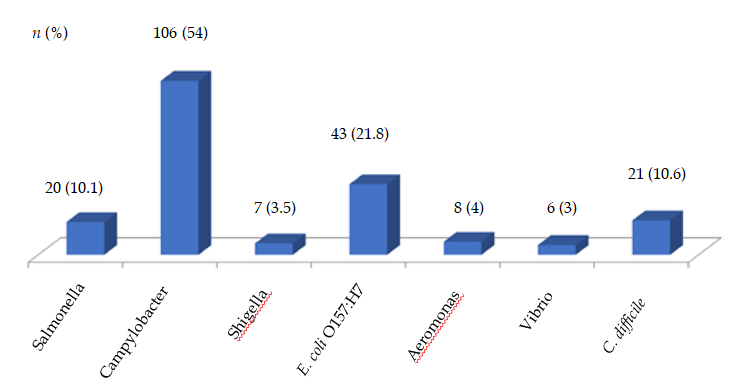 n (%)
106 (54)
43 (21.8)
20 (10.1)
21 (10.6)
7 (3.5)
8 (4)
6 (3)
Salmonella
Campylobacter
Shigella
E. coli O157:H7
Aeromonas
Vibrio
C. difficile